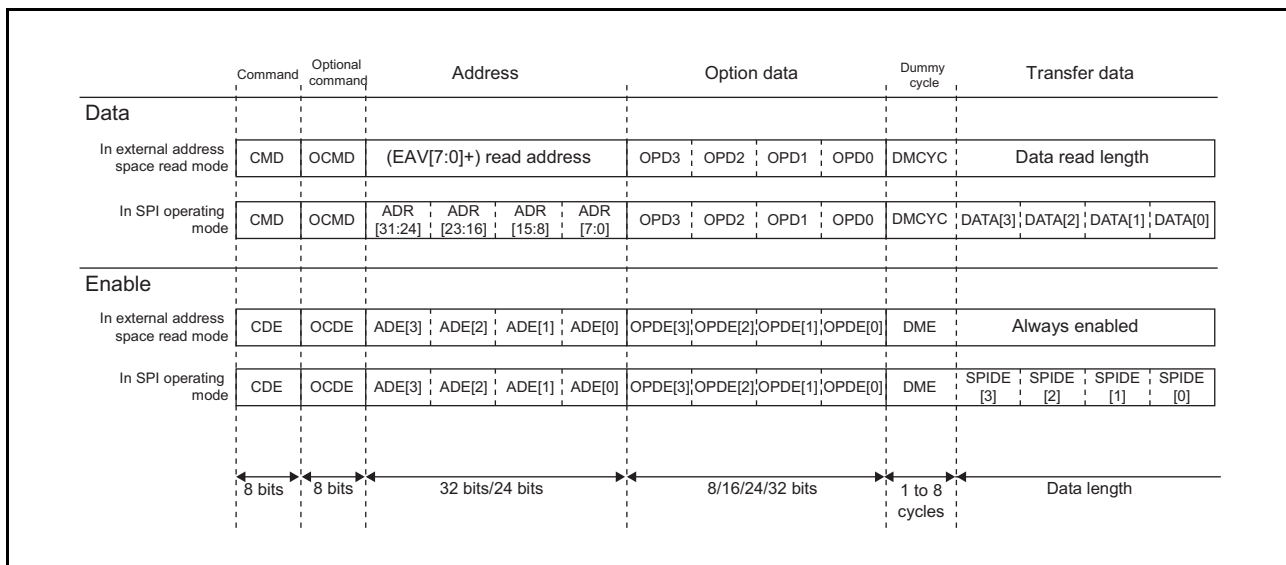 Command Optional command Address Option data Dummy cycle Transfer data
Data
In external address space read mode CMD OCMD (EAV[7:0]+) read address OPD3 OPD2 OPD1 OPD0 DMCYC Data read length
In SPI operating mode CMD OCMD ADR [31:24] ADR [23:16] ADR [15:8] ADR [7:0] OPD3 OPD2 OPD1 OPD0 DMCYC DATA[3] DATA[2] DATA[1] DATA[0]
Enable
In external address space read mode CDE OCDE ADE[3] ADE[2] ADE[1] ADE[0] OPDE[3] OPDE[2] OPDE[1] OPDE[0] DME Always enabled
In SPI operating mode CDE OCDE ADE[3] ADE[2] ADE[1] ADE[0] OPDE[3] OPDE[2] OPDE[1] OPDE[0] DME SPIDE [3] SPIDE [2] SPIDE [1] SPIDE [0]
8 bits 8 bits 32 bits/24 bits 8/16/24/32 bits 1 to 8 cycles Data length